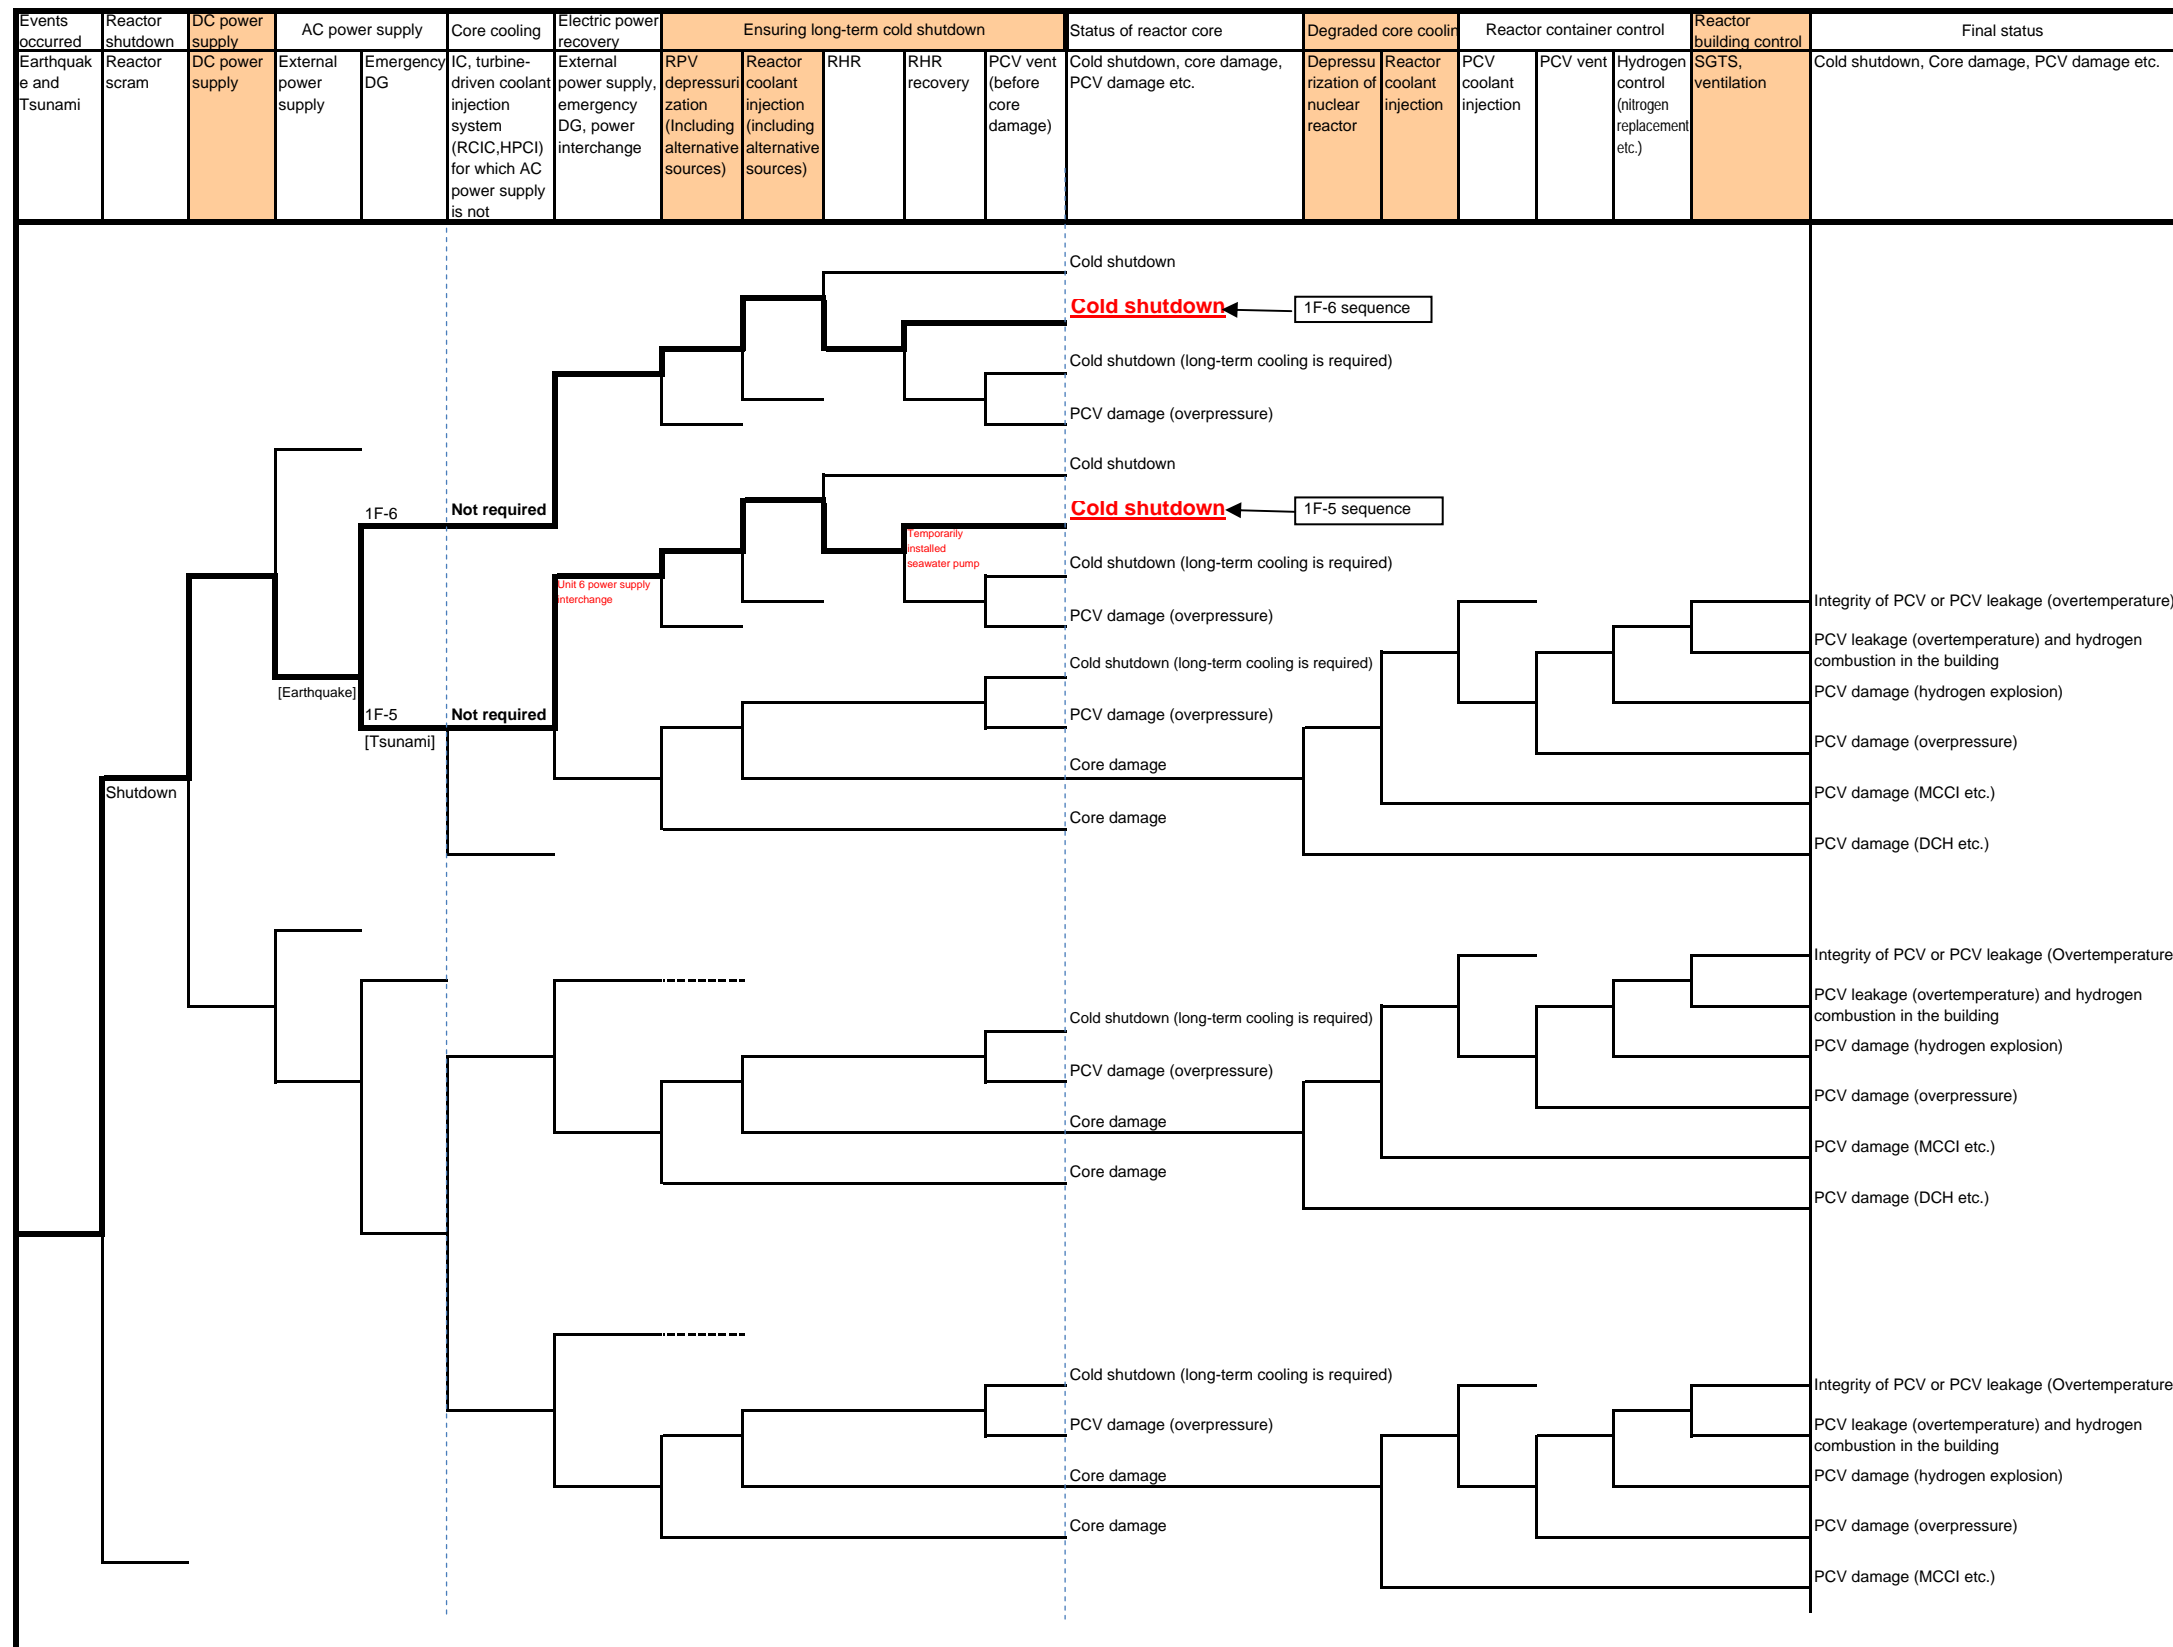 Events
occurred
Reactor
shutdown
DC power
supply
AC power supply
Core cooling
Electric power
recovery
Ensuring long-term cold shutdown
Status of reactor core
Degraded core coolin
Reactor container control
Reactor
building control
Final status
Earthquak
e and
Tsunami
Reactor
scram
DC power
supply
External
power
supply
Emergency
DG
IC, turbine-
driven coolant
injection
system
(RCIC,HPCI)
for which AC
power supply
is not
External
power supply,
emergency
DG, power
interchange
RPV
depressuri
zation
(Including
alternative
sources)
Reactor
coolant
injection
(including
alternative
sources)
RHR
RHR
recovery
PCV vent
(before
core
damage)
Cold shutdown, core damage,
PCV damage etc.
Depressu
rization of
nuclear
reactor
Reactor
coolant
injection
PCV
coolant
injection
PCV vent
Hydrogen
control
(nitrogen
replacement
etc.)
SGTS,
ventilation
Cold shutdown, Core damage, PCV damage etc.
Cold shutdown
Cold shutdown
1F-6 sequence
Cold shutdown (long-term cooling is required)
PCV damage (overpressure)
Cold shutdown
1F-6
Not required
Cold shutdown
1F-5 sequence
Temporarily
installed
seawater pump
Cold shutdown (long-term cooling is required)
Unit 6 power supply
interchange
Integrity of PCV or PCV leakage (overtemperature)
PCV damage (overpressure)
PCV leakage (overtemperature) and hydrogen
combustion in the building
Cold shutdown (long-term cooling is required)
[Earthquake]
PCV damage (hydrogen explosion)
1F-5
Not required
PCV damage (overpressure)
[Tsunami]
PCV damage (overpressure)
Core damage
Shutdown
PCV damage (MCCI etc.)
Core damage
PCV damage (DCH etc.)
Integrity of PCV or PCV leakage (Overtemperature
PCV leakage (overtemperature) and hydrogen
combustion in the building
Cold shutdown (long-term cooling is required)
PCV damage (hydrogen explosion)
PCV damage (overpressure)
PCV damage (overpressure)
Core damage
PCV damage (MCCI etc.)
Core damage
PCV damage (DCH etc.)
Cold shutdown (long-term cooling is required)
Integrity of PCV or PCV leakage (Overtemperature
PCV damage (overpressure)
PCV leakage (overtemperature) and hydrogen
combustion in the building
Core damage
PCV damage (hydrogen explosion)
Core damage
PCV damage (overpressure)
PCV damage (MCCI etc.)